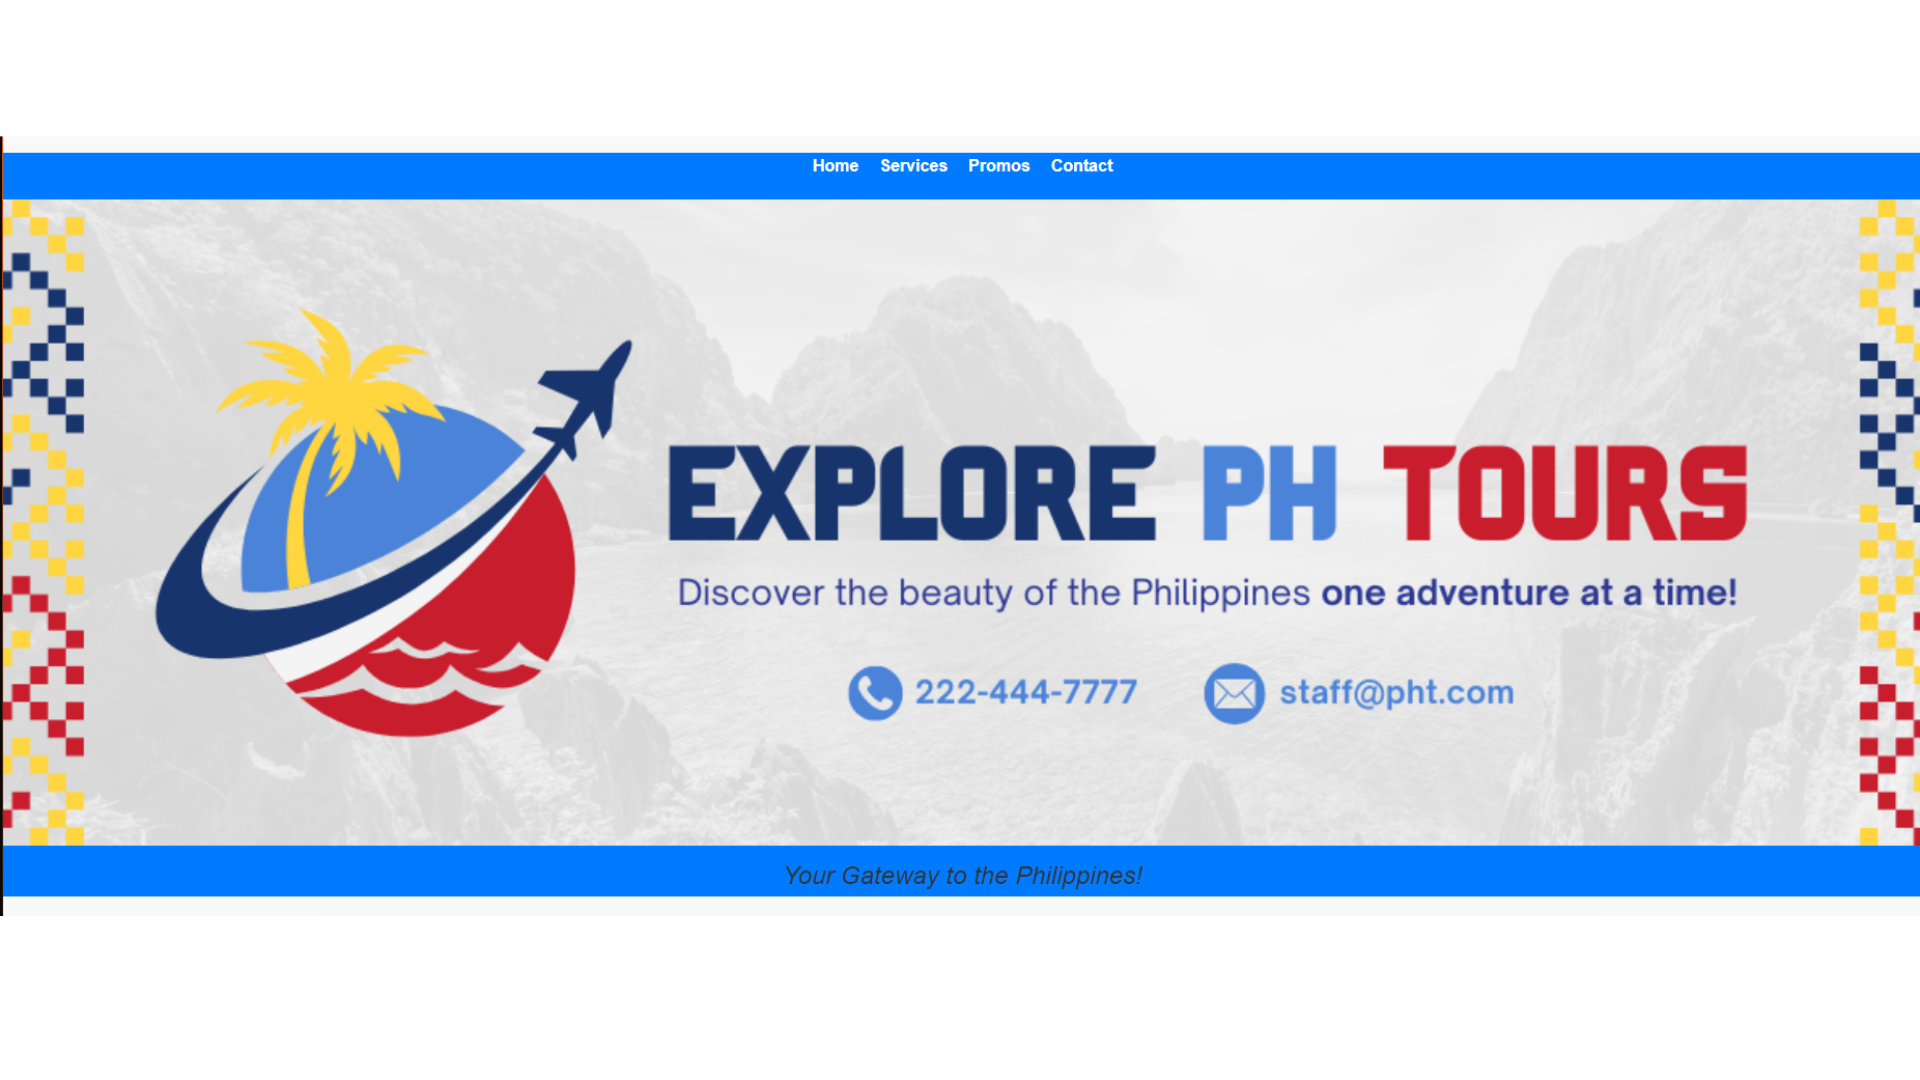 Home Services Promos Contact
EXPLORE PH TOURS
Discover the beauty of the Philippines one adventure at a time!
222-444-7777 staff@pht.com
Your Gateway to the Philippines!